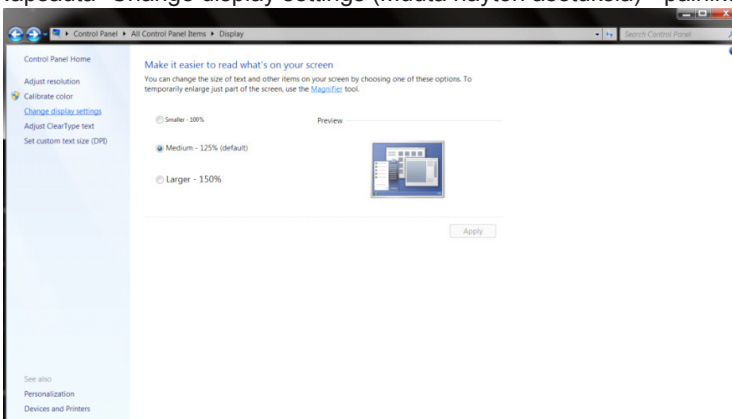 "Change display settings (Muuta näytön asetuksia)"
Control Panel ▸ All Control Panel Items ▸ Display
Search Control Panel
Control Panel Home
Adjust resolution
Calibrate color
Change display settings
Adjust ClearType text
Set custom text size (DPI)
Make it easier to read what's on your screen
You can change the size of text and other items on your screen by choosing one of these options. To
temporarily enlarge just part of the screen, use the Magnifier tool.
Smaller - 100%
Preview
Medium - 125% (default)
Larger - 150%
Apply
See also
Personalization
Devices and Printers